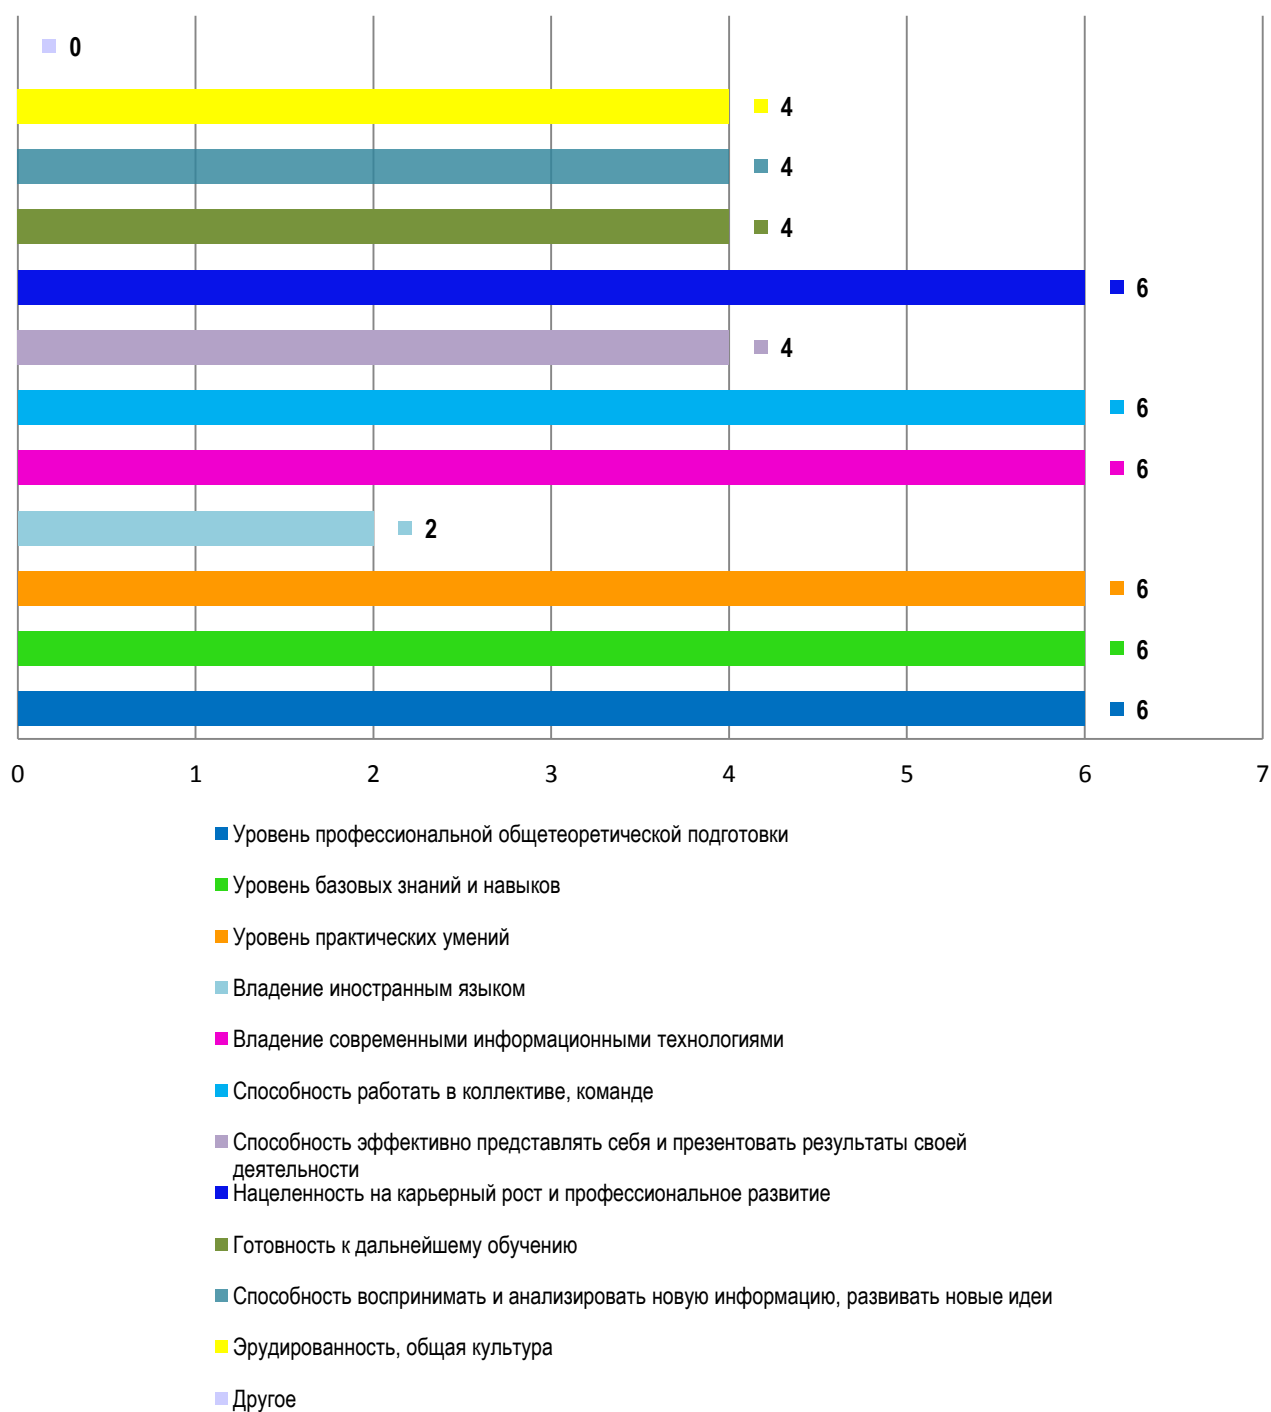 0
4
4
4
6
4
6
6
2
6
6
6
0 1 2 3 4 5 6 7
Уровень профессиональной общетеоретической подготовки
Уровень базовых знаний и навыков
Уровень практических умений
Владение иностранным языком
Владение современными информационными технологиями
Способность работать в коллективе, команде
Способность эффективно представлять себя и презентовать результаты своей
деятельности
Нацеленность на карьерный рост и профессиональное развитие
Готовность к дальнейшему обучению
Способность воспринимать и анализировать новую информацию, развивать новые идеи
Эрудированность, общая культура
Другое